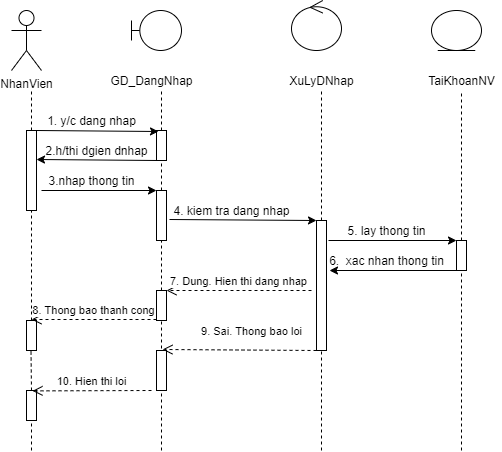 NhanVien
GD_DangNhap
XuLyDNhap
TaiKhoanNV
1. y/c dang nhap
2.h/thi dgien dnhap
3.nhap thong tin
4. kiem tra dang nhap
5. lay thong tin
6. xac nhan thong tin
7. Dung. Hien thi dang nhap
8. Thong bao thanh cong
9. Sai. Thong bao loi
10. Hien thi loi